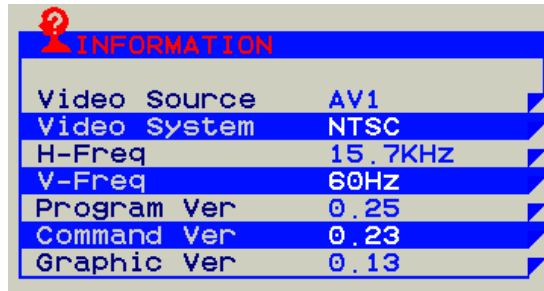 INFORMATION
Video Source AV1
Video System NTSC
H-Freq 15.7KHz
V-Freq 60Hz
Program Ver 0.25
Command Ver 0.23
Graphic Ver 0.13